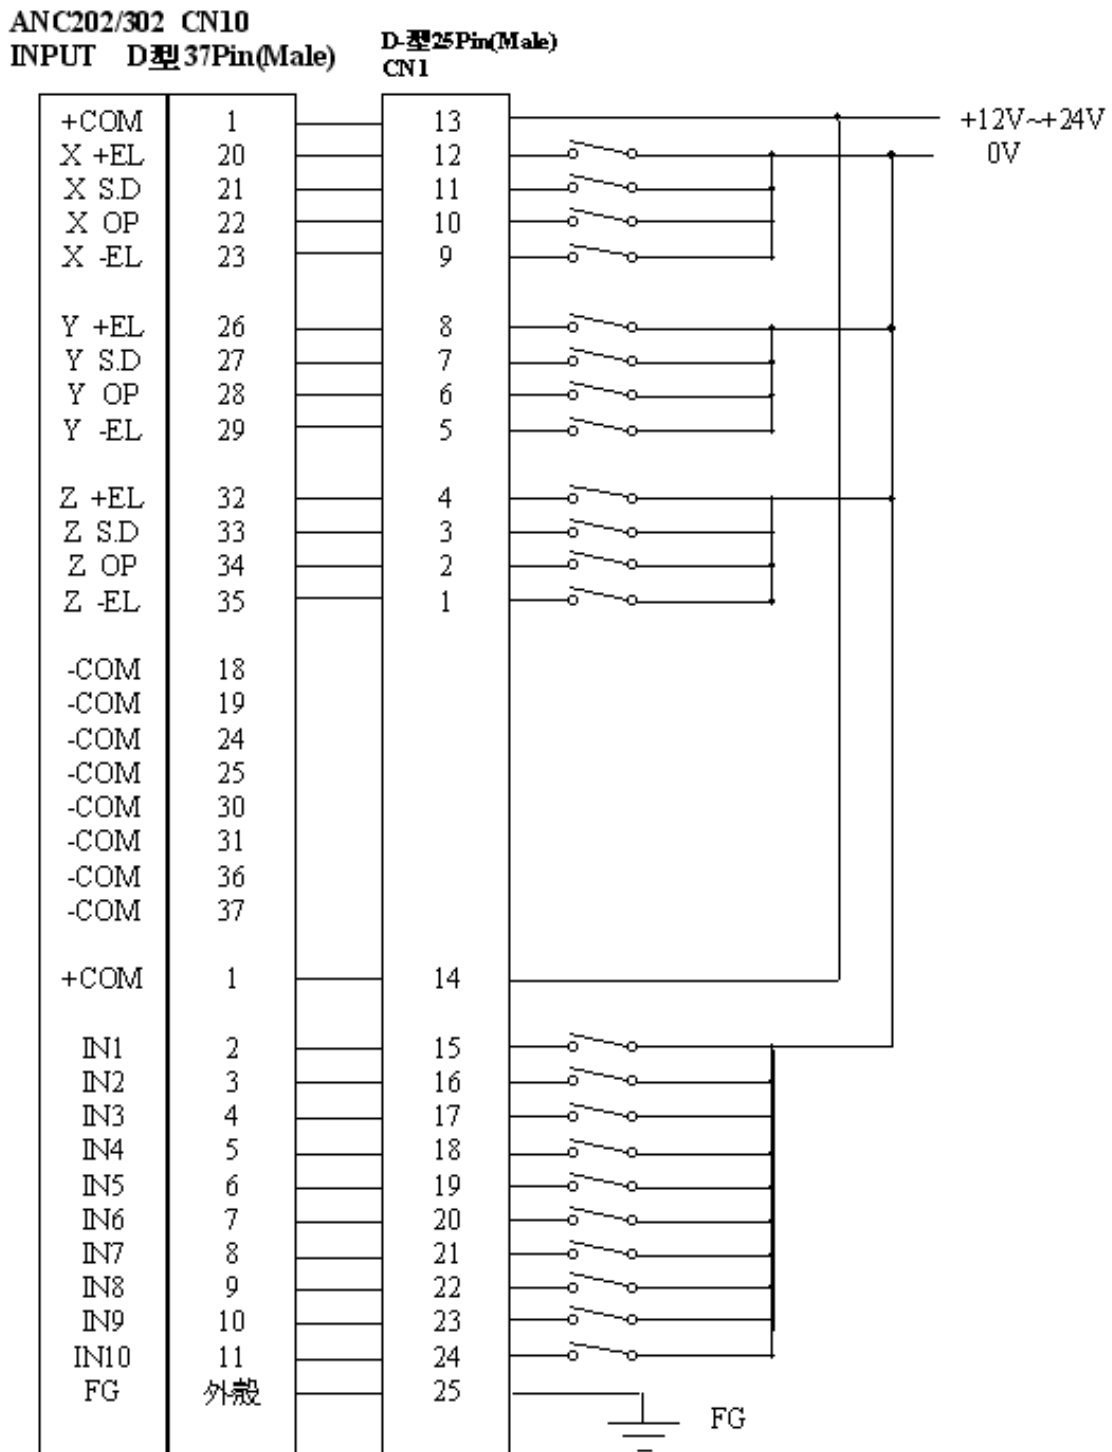 ANC202/302 CN10
INPUT D型37Pin(Male)
D-型25Pin(Male)
CN1
+COM 1 13 +12V~+24V
X +EL 20 12 0V
X S.D 21 11
X OP 22 10
X -EL 23 9
Y +EL 26 8
Y S.D 27 7
Y OP 28 6
Y -EL 29 5
Z +EL 32 4
Z S.D 33 3
Z OP 34 2
Z -EL 35 1
-COM 18
-COM 19
-COM 24
-COM 25
-COM 30
-COM 31
-COM 36
-COM 37
+COM 1 14
IN1 2 15
IN2 3 16
IN3 4 17
IN4 5 18
IN5 6 19
IN6 7 20
IN7 8 21
IN8 9 22
IN9 10 23
IN10 11 24
FG 外殼 25
FG